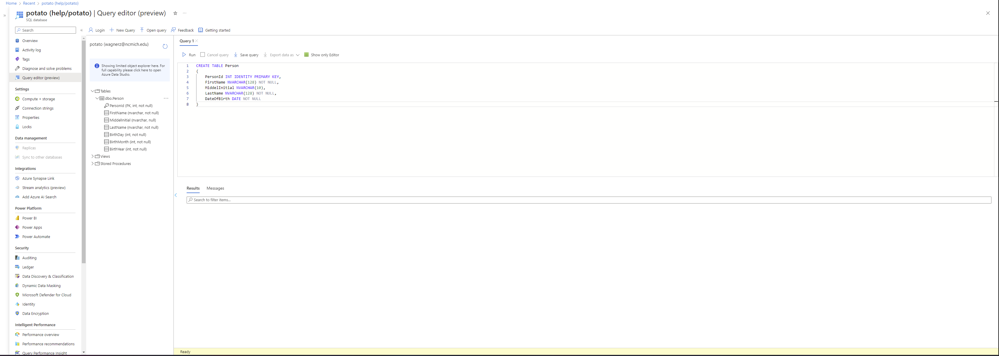 Home > Recent > potato (help/potato)
potato (help/potato) | Query editor (preview)
SQL database
Search
Overview
Activity log
Tags
Diagnose and solve problems
Query editor (preview)
Settings
Compute + storage
Connection strings
Properties
Locks
Data management
Replicas
Sync to other databases
Integrations
Azure Synapse Link
Stream analytics (preview)
Add Azure AI Search
Power Platform
Power BI
Power Apps
Power Automate
Security
Auditing
Ledger
Data Discovery & Classification
Dynamic Data Masking
Microsoft Defender for Cloud
Identity
Data Encryption
Intelligent Performance
Performance overview
Performance recommendations
Query Performance Insight
Login New Query Open query Feedback Getting started
potato (wagnerz@ncmich.edu)
Showing limited object explorer here. For
full capability please click here to open
Azure Data Studio.
Tables
dbo.Person
PersonId (PK, int, not null)
FirstName (nvarchar, not null)
MiddelInitial (nvarchar, null)
LastName (nvarchar, not null)
BirthDay (int, not null)
BirthMonth (int, not null)
BirthYear (int, not null)
Views
Stored Procedures
Query 1
Run Cancel query Save query Export data as Show only Editor
1 CREATE TABLE Person
2 (
3 PersonId INT IDENTITY PRIMARY KEY,
4 FirstName NVARCHAR(128) NOT NULL,
5 MiddelInitial NVARCHAR(10),
6 LastName NVARCHAR(128) NOT NULL,
7 DateOfBirth DATE NOT NULL
8 )
Results Messages
Search to filter items...
Ready